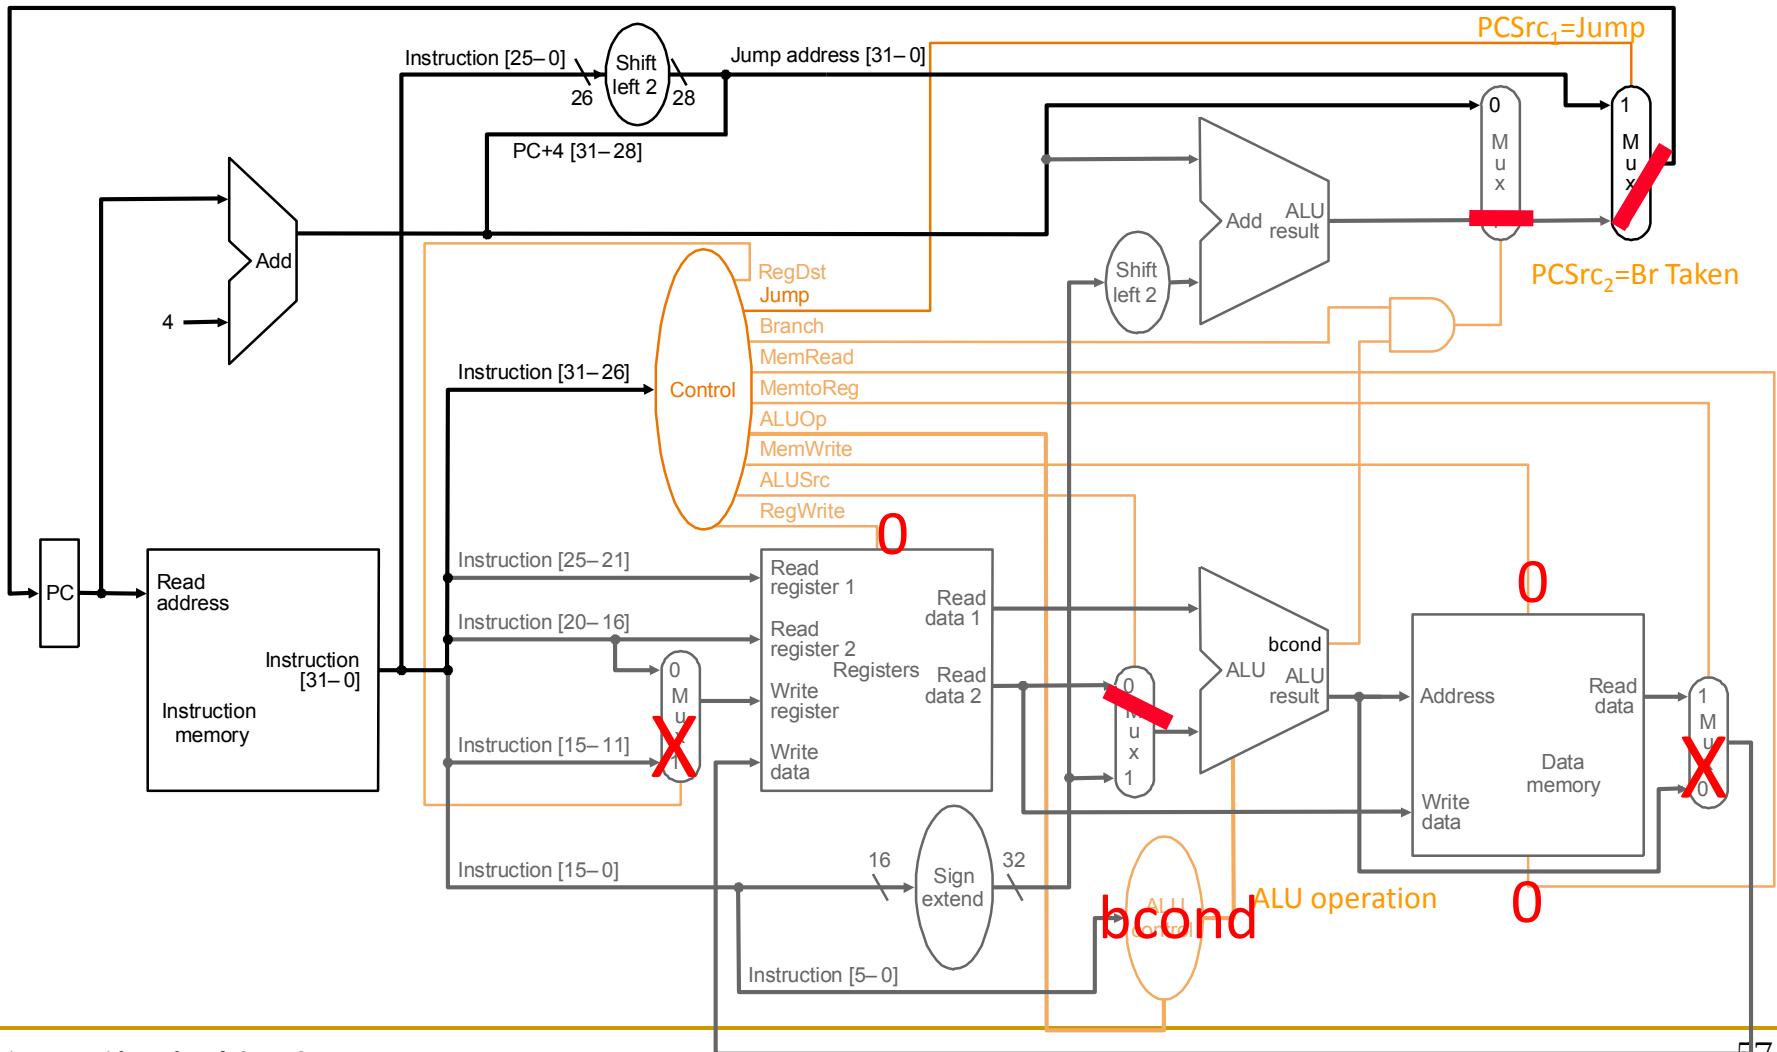 PCSrc1=Jump
Instruction [25–0]
26
Shift
left 2
28
Jump address [31–0]
PC+4 [31–28]
0
M
u
x
1
M
u
x
Add
ALU
result
Shift
left 2
PCSrc2=Br Taken
Add
4
RegDst
Jump
Branch
MemRead
MemtoReg
ALUOp
MemWrite
ALUSrc
RegWrite
Control
Instruction [31–26]
0
0
0
PC
Read
address
Instruction
[31–0]
Instruction
memory
Instruction [25–21]
Instruction [20–16]
Instruction [15–11]
0
M
u
X
1
Read
register 1
Read
register 2
Registers
Write
register
Write
data
Read
data 1
Read
data 2
0
M
u
x
1
bcond
ALU
ALU
result
Address
Read
data
Data
memory
Write
data
1
M
u
X
0
Instruction [15–0]
16
Sign
extend
32
ALU
control
bcond
ALU operation
Instruction [5–0]
57